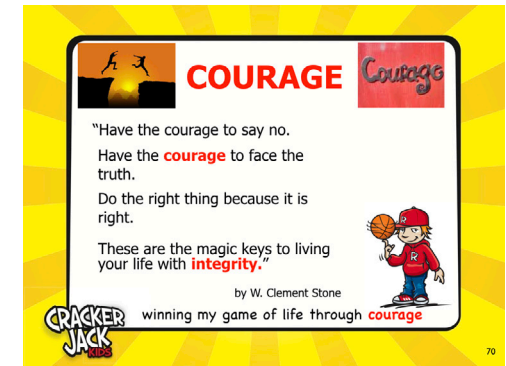 COURAGE
Courage
“Have the courage to say no.
Have the courage to face the
truth.
Do the right thing because it is
right.
These are the magic keys to living
your life with integrity.”
by W. Clement Stone
R
R
winning my game of life through courage
CRACKER
JACK
KIDS
70